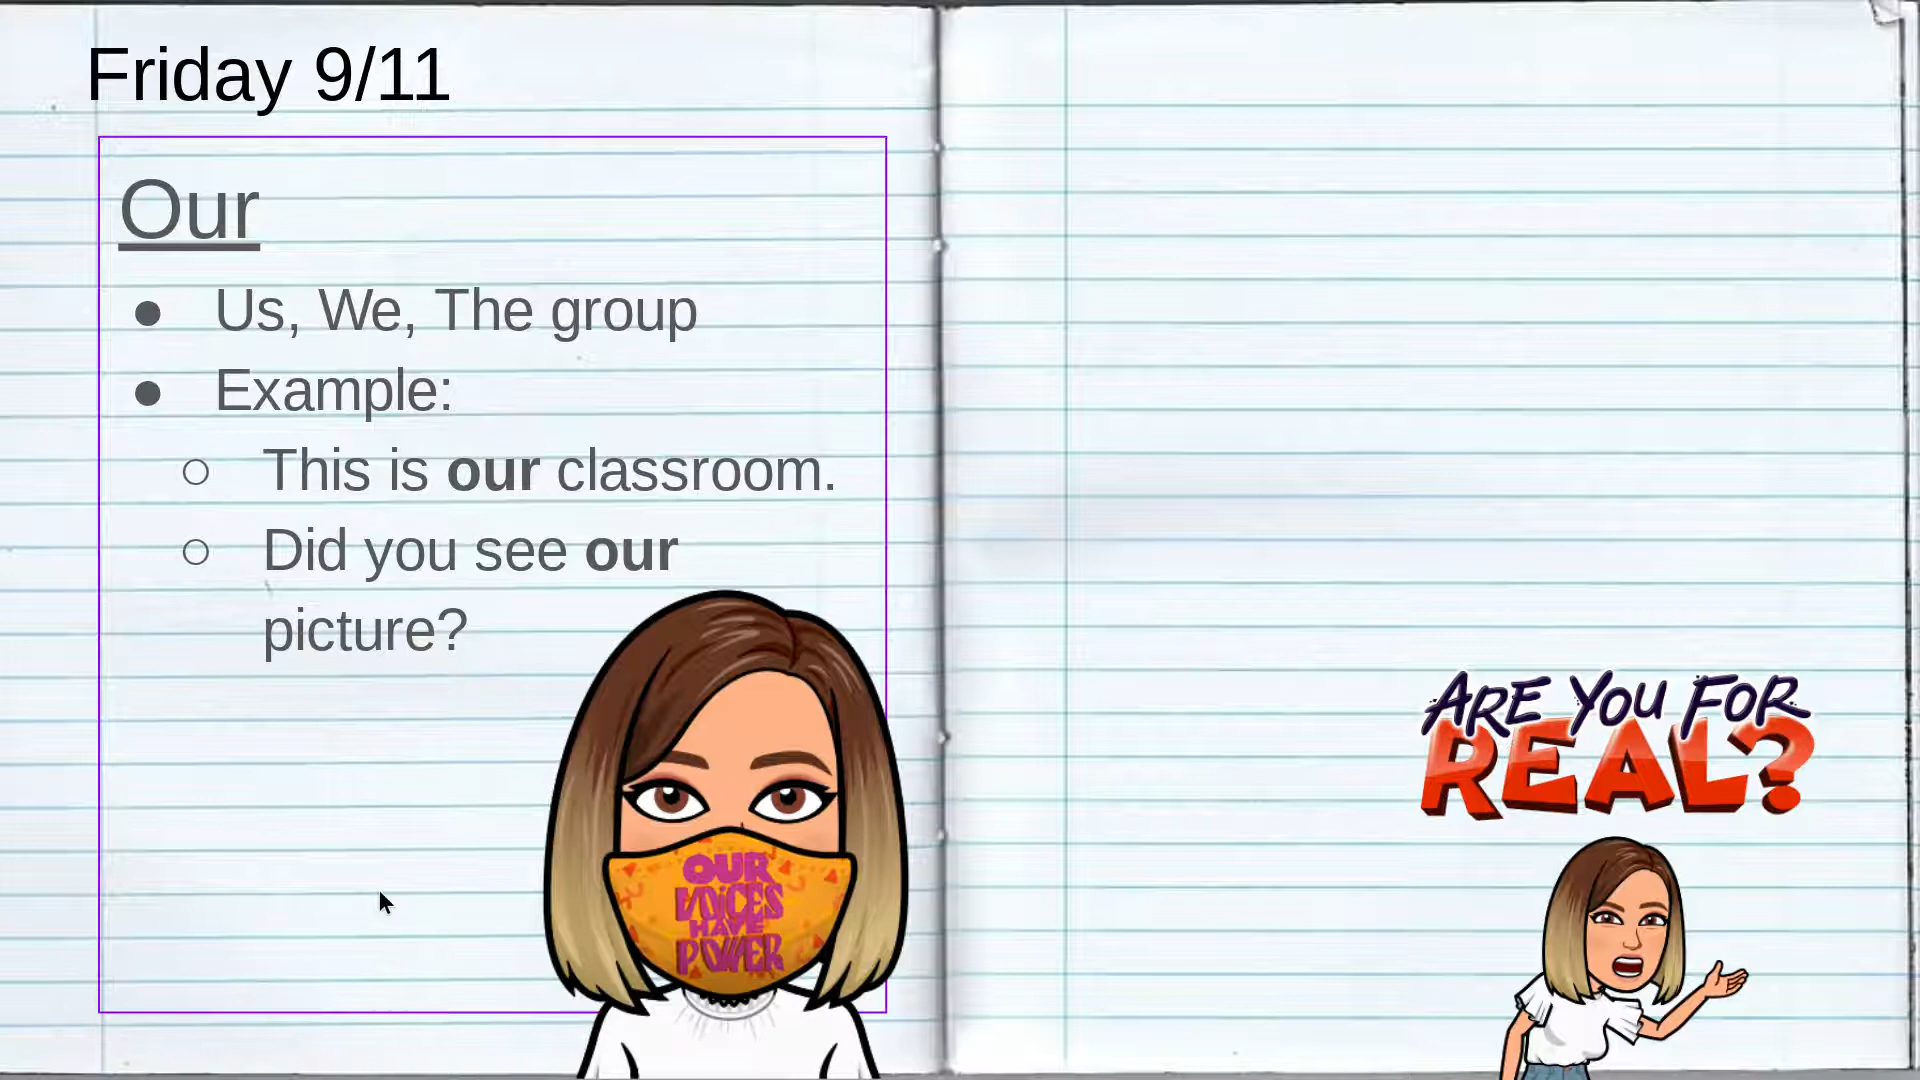 Friday 9/11
Our
● Us, We, The group
● Example:
○ This is our classroom.
○ Did you see our
picture?
OUR
VOICES
HAVE
POWER
ARE YOU FOR
REAL?